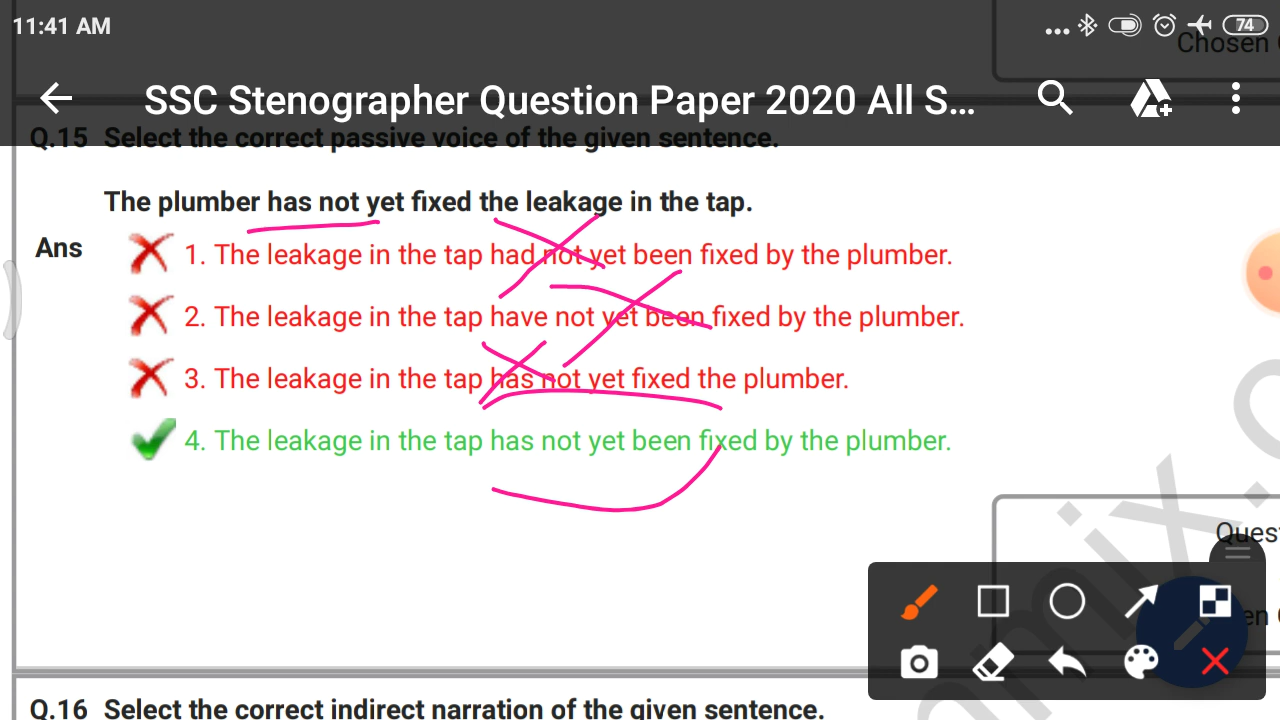 11:41 AM
74
Chosen
SSC Stenographer Question Paper 2020 All S...
Q.15 Select the correct passive voice of the given sentence.
The plumber has not yet fixed the leakage in the tap.
Ans
1. The leakage in the tap had not yet been fixed by the plumber.
2. The leakage in the tap have not yet been fixed by the plumber.
3. The leakage in the tap has not yet fixed the plumber.
4. The leakage in the tap has not yet been fixed by the plumber.
Q.16 Select the correct indirect narration of the given sentence.